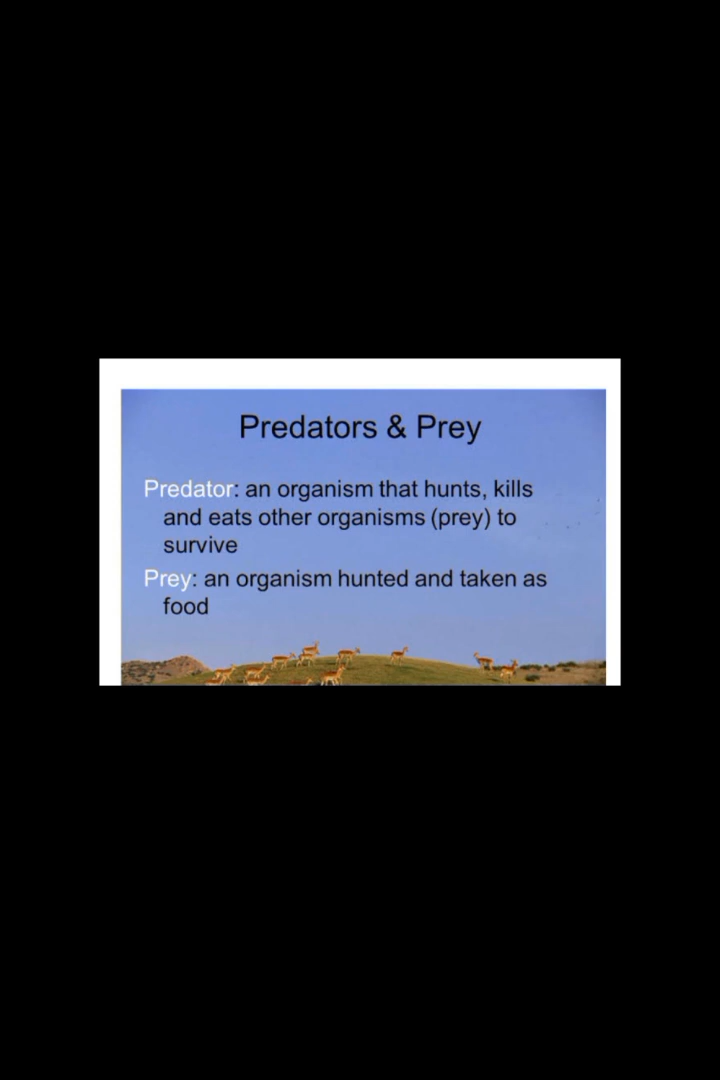 Predators & Prey
Predator: an organism that hunts, kills
and eats other organisms (prey) to
survive
Prey: an organism hunted and taken as
food